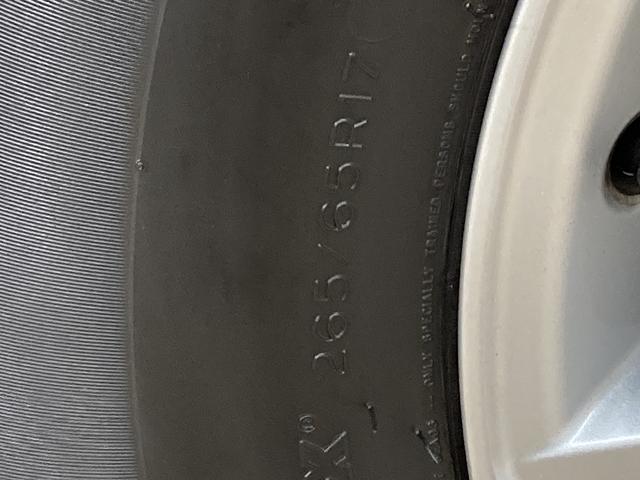 265/65R17
ONLY SPECIALLY TRAINED PERSONS SHOULD